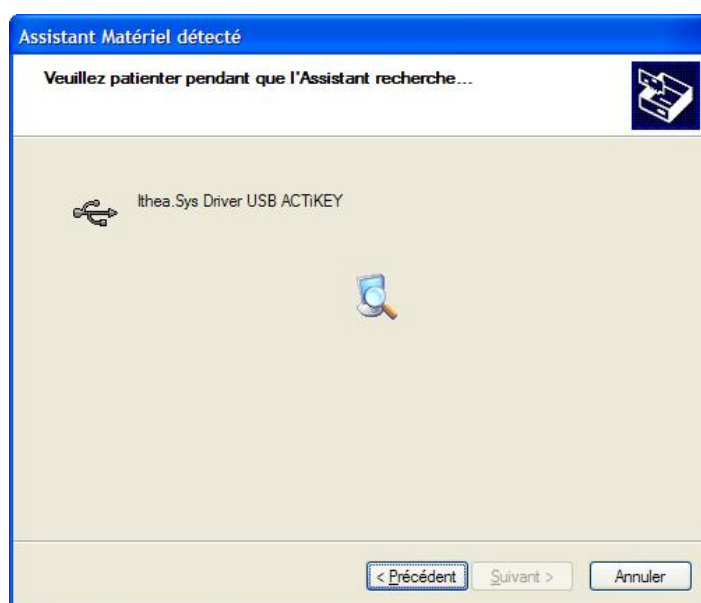 Assistant Matériel détecté
Veuillez patienter pendant que l'Assistant recherche...
Ithea.Sys Driver USB ACTiKEY
< Précédent
Suivant >
Annuler